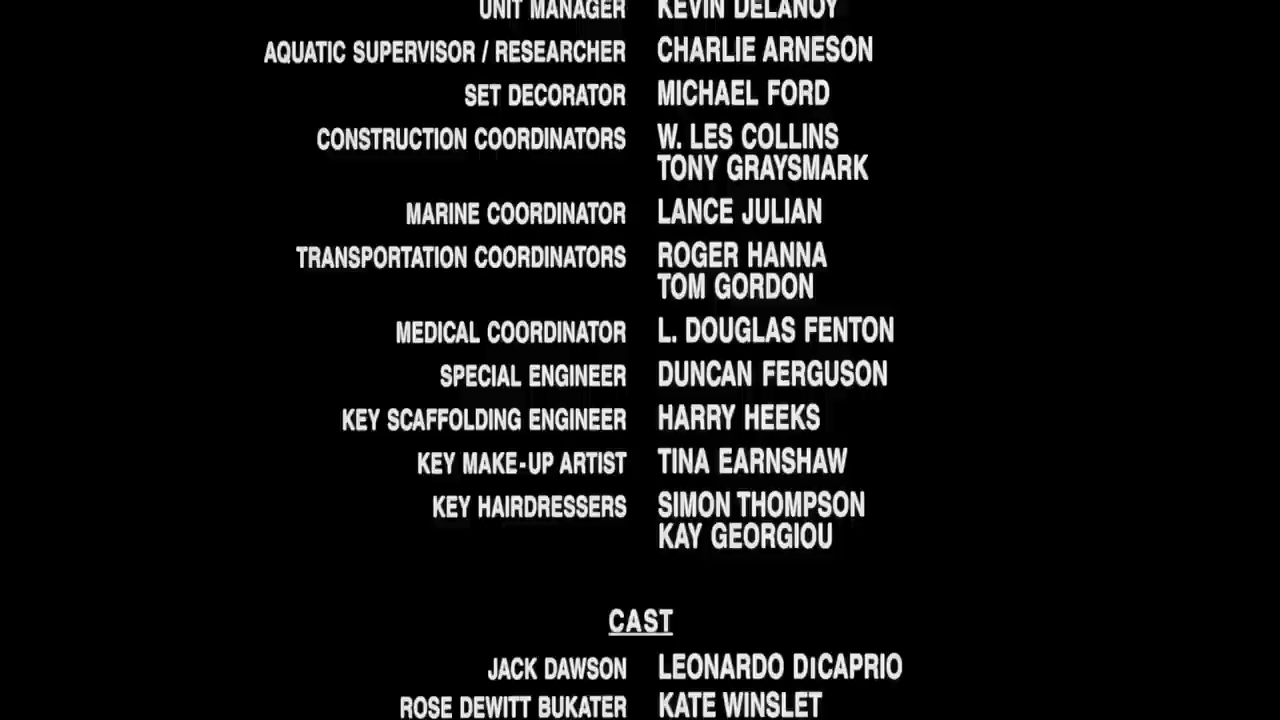 UNIT MANAGER KEVIN DELANOY
AQUATIC SUPERVISOR / RESEARCHER CHARLIE ARNESON
SET DECORATOR MICHAEL FORD
CONSTRUCTION COORDINATORS W. LES COLLINS
TONY GRAYSMARK
MARINE COORDINATOR LANCE JULIAN
TRANSPORTATION COORDINATORS ROGER HANNA
TOM GORDON
MEDICAL COORDINATOR L. DOUGLAS FENTON
SPECIAL ENGINEER DUNCAN FERGUSON
KEY SCAFFOLDING ENGINEER HARRY HEEKS
KEY MAKE-UP ARTIST TINA EARNSHAW
KEY HAIRDRESSERS SIMON THOMPSON
KAY GEORGIOU
CAST
JACK DAWSON LEONARDO DiCAPRIO
ROSE DEWITT BUKATER KATE WINSLET